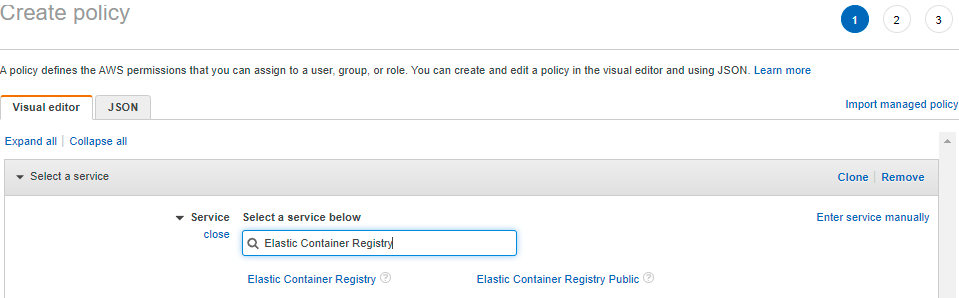 Create policy
1 2 3
A policy defines the AWS permissions that you can assign to a user, group, or role. You can create and edit a policy in the visual editor and using JSON. Learn more
Visual editor JSON Import managed policy
Expand all | Collapse all
Select a service Clone | Remove
Service Select a service below Enter service manually
close
Elastic Container Registry
Elastic Container Registry ? Elastic Container Registry Public ?